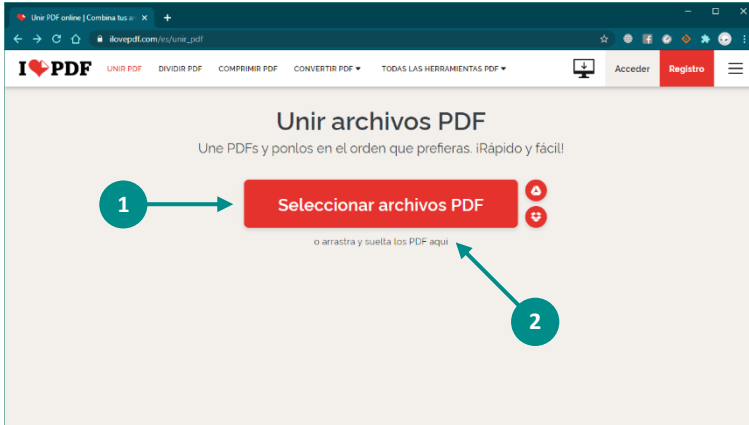 Unir PDF online | Combina tus ar
ilovepdf.com/es/unir_pdf
I PDF UNIR PDF DIVIDIR PDF COMPRIMIR PDF CONVERTIR PDF TODAS LAS HERRAMIENTAS PDF Acceder Registro
Unir archivos PDF
Une PDFs y ponlos en el orden que prefieras. ¡Rápido y fácil!
1 Seleccionar archivos PDF
o arrastra y suelta los PDF aquí
2